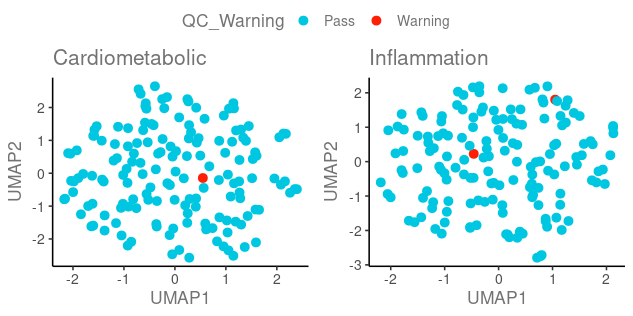 QC_Warning Pass Warning
Cardiometabolic
Inflammation
UMAP2
2
1
0
-1
-2
-2 -1 0 1 2
UMAP1
UMAP2
2
1
0
-1
-2
-3
-2 -1 0 1 2
UMAP1